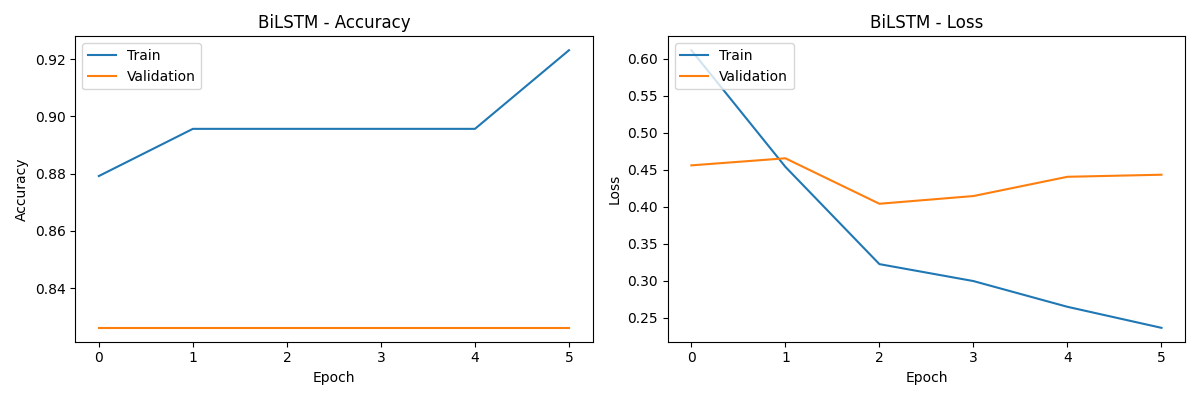 BiLSTM - Accuracy
Train
Validation
0.92
0.90
0.88
0.86
0.84
Accuracy
0 1 2 3 4 5
Epoch
BiLSTM - Loss
Train
Validation
0.60
0.55
0.50
0.45
0.40
0.35
0.30
0.25
Loss
0 1 2 3 4 5
Epoch